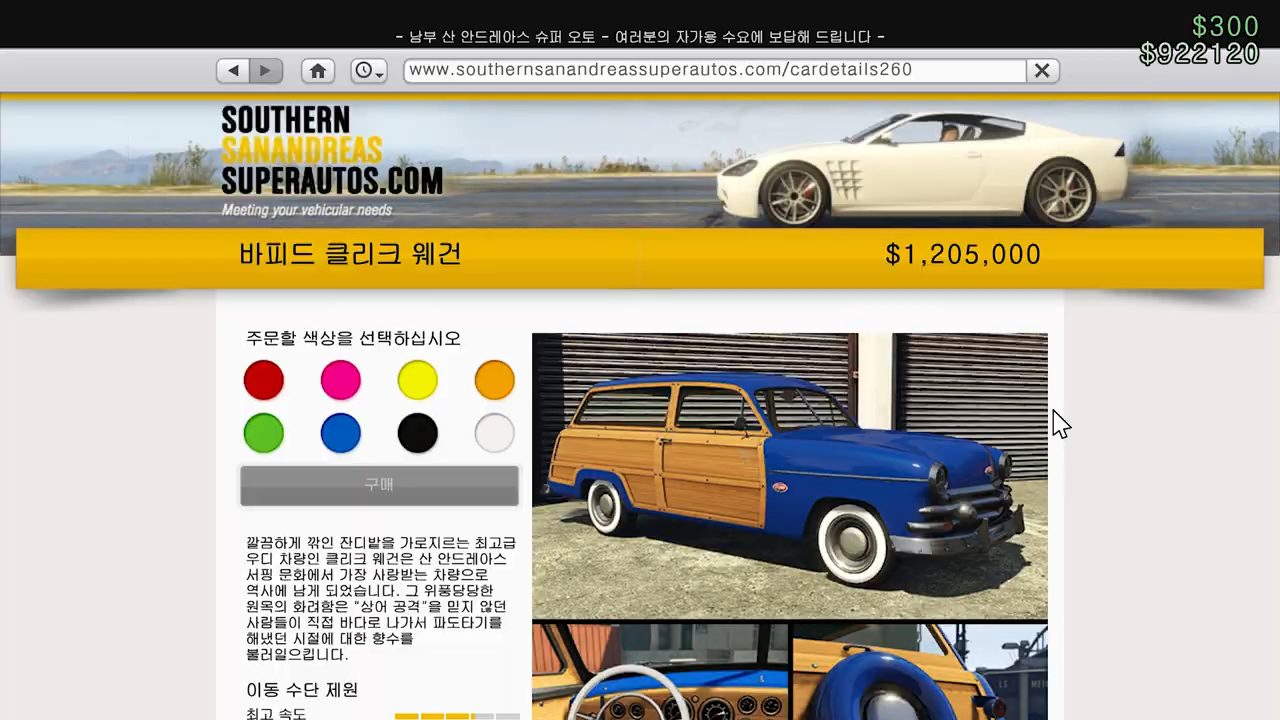 - 남부 산 안드레아스 슈퍼 오토 - 여러분의 자가용 수요에 보답해 드립니다 -
$300
$922120
www.southernsanandreassuperautos.com/cardetails260
SOUTHERN
SANANDREAS
SUPERAUTOS.COM
Meeting your vehicular needs
바피드 클리크 웨건
$1,205,000
주문할 색상을 선택하십시오
구매
깔끔하게 깎인 잔디밭을 가로지르는 최고급
우디 차량인 클리크 웨건은 산 안드레아스
서핑 문화에서 가장 사랑받는 차량으로
역사에 남게 되었습니다. 그 위풍당당한
원목의 화려함은 "상어 공격"을 믿지 않던
사람들이 직접 바다로 나가서 파도타기를
해냈던 시절에 대한 향수를
불러일으킵니다.
이동 수단 제원
최고 속도